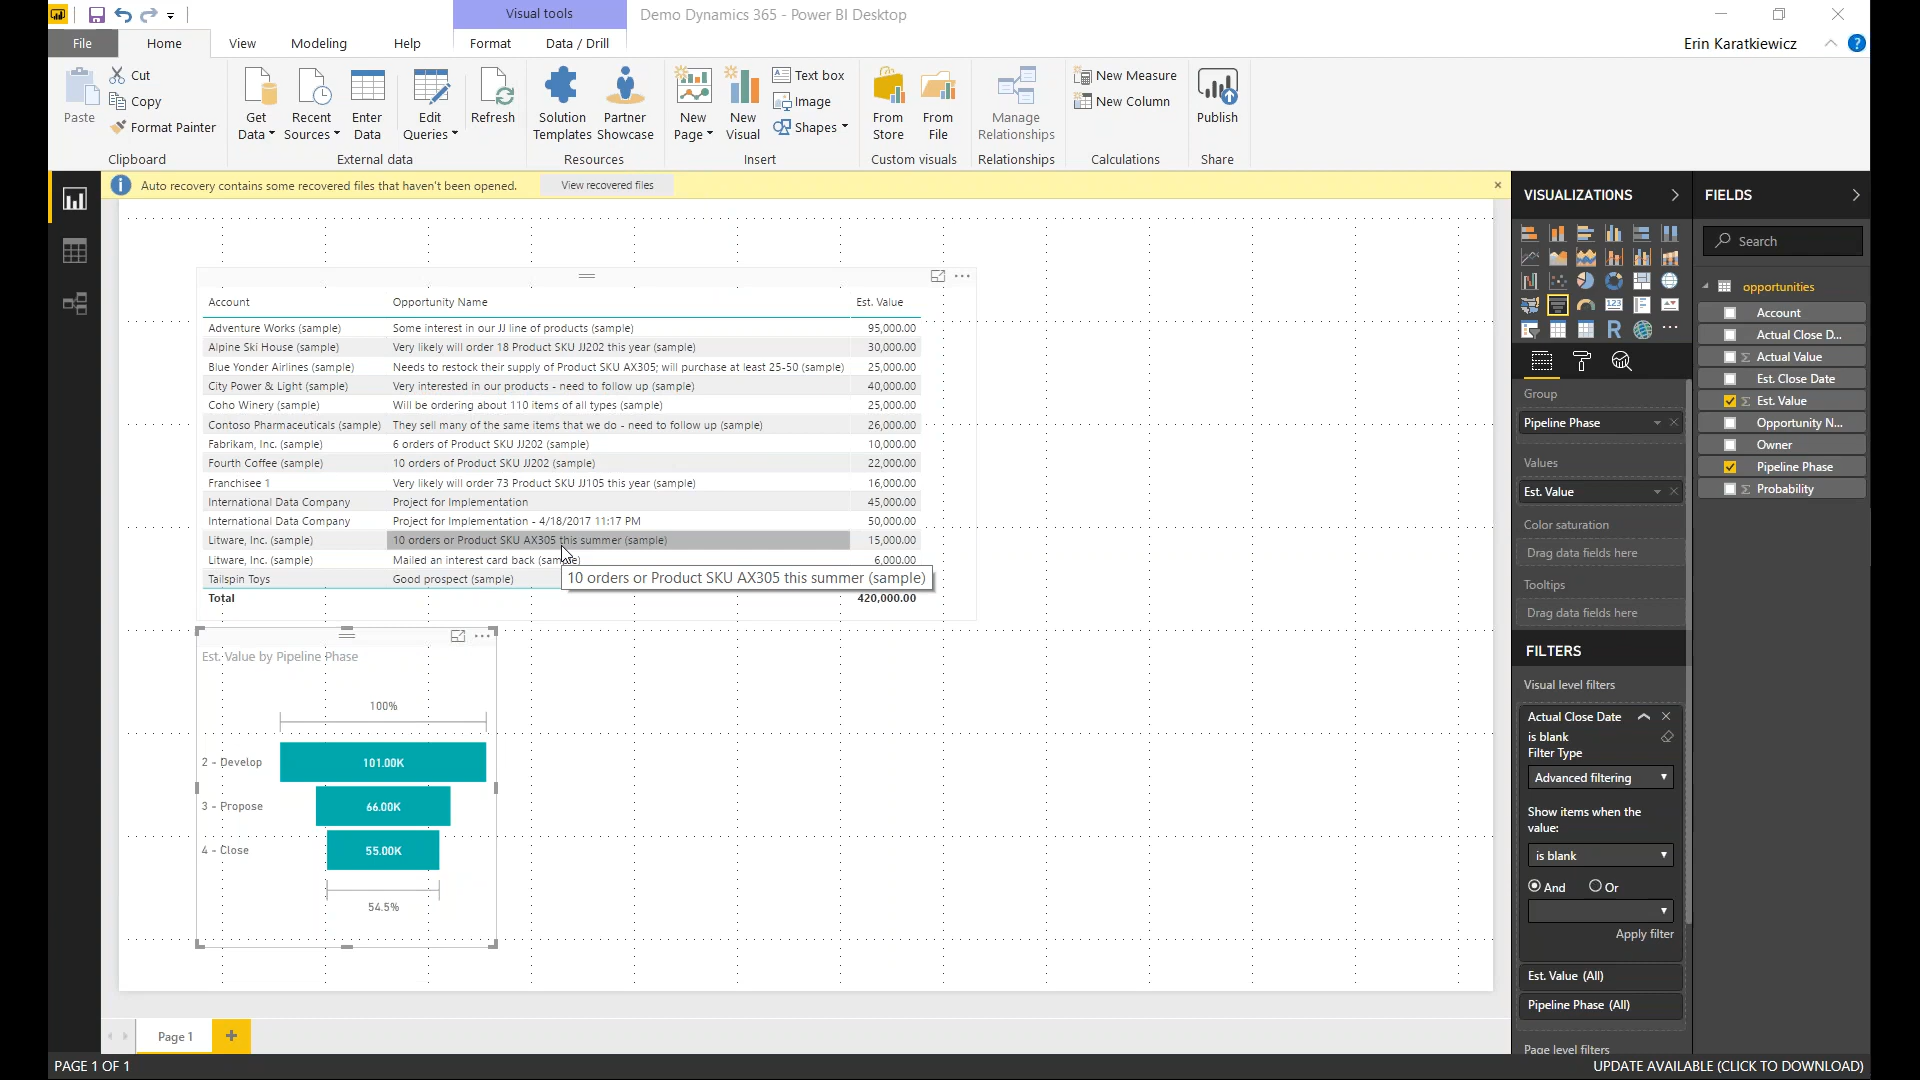 Visual tools
Demo Dynamics 365 - Power BI Desktop
File
Home
View
Modeling
Help
Format
Data / Drill
Erin Karatkiewicz
?
Paste
Cut
Copy
Format Painter
Get Data
Recent Sources
Enter Data
Edit Queries
Refresh
Solution Templates
Partner Showcase
New Page
New Visual
Text box
Image
Shapes
From Store
From File
Manage Relationships
New Measure
New Column
Publish
Clipboard
External data
Resources
Insert
Custom visuals
Relationships
Calculations
Share
Auto recovery contains some recovered files that haven't been opened.
View recovered files
Account Opportunity Name Est. Value
Adventure Works (sample) Some interest in our JJ line of products (sample) 95,000.00
Alpine Ski House (sample) Very likely will order 18 Product SKU JJ202 this year (sample) 30,000.00
Blue Yonder Airlines (sample) Needs to restock their supply of Product SKU AX305; will purchase at least 25-50 (sample) 25,000.00
City Power & Light (sample) Very interested in our products - need to follow up (sample) 40,000.00
Coho Winery (sample) Will be ordering about 110 items of all types (sample) 25,000.00
Contoso Pharmaceuticals (sample) They sell many of the same items that we do - need to follow up (sample) 26,000.00
Fabrikam, Inc. (sample) 6 orders of Product SKU JJ202 (sample) 10,000.00
Fourth Coffee (sample) 10 orders of Product SKU JJ202 (sample) 22,000.00
Franchisee 1 Very likely will order 73 Product SKU JJ105 this year (sample) 16,000.00
International Data Company Project for Implementation 45,000.00
International Data Company Project for Implementation - 4/18/2017 11:17 PM 50,000.00
Litware, Inc. (sample) 10 orders or Product SKU AX305 this summer (sample) 15,000.00
Litware, Inc. (sample) Mailed an interest card back (sample) 6,000.00
Tailspin Toys Good prospect (sample)
10 orders or Product SKU AX305 this summer (sample)
Total 420,000.00
Est. Value by Pipeline Phase
100%
2 - Develop 101.00K
3 - Propose 66.00K
4 - Close 55.00K
54.5%
VISUALIZATIONS
123
R
Group
Pipeline Phase
Values
Est. Value
Color saturation
Drag data fields here
Tooltips
Drag data fields here
FILTERS
Visual level filters
Actual Close Date
is blank
Filter Type
Advanced filtering
Show items when the
value:
is blank
And
Or
Apply filter
Est. Value (All)
Pipeline Phase (All)
Page level filters
FIELDS
Search
opportunities
Account
Actual Close D...
Actual Value
Est. Close Date
Est. Value
Opportunity N...
Owner
Pipeline Phase
Probability
Page 1
PAGE 1 OF 1
UPDATE AVAILABLE (CLICK TO DOWNLOAD)